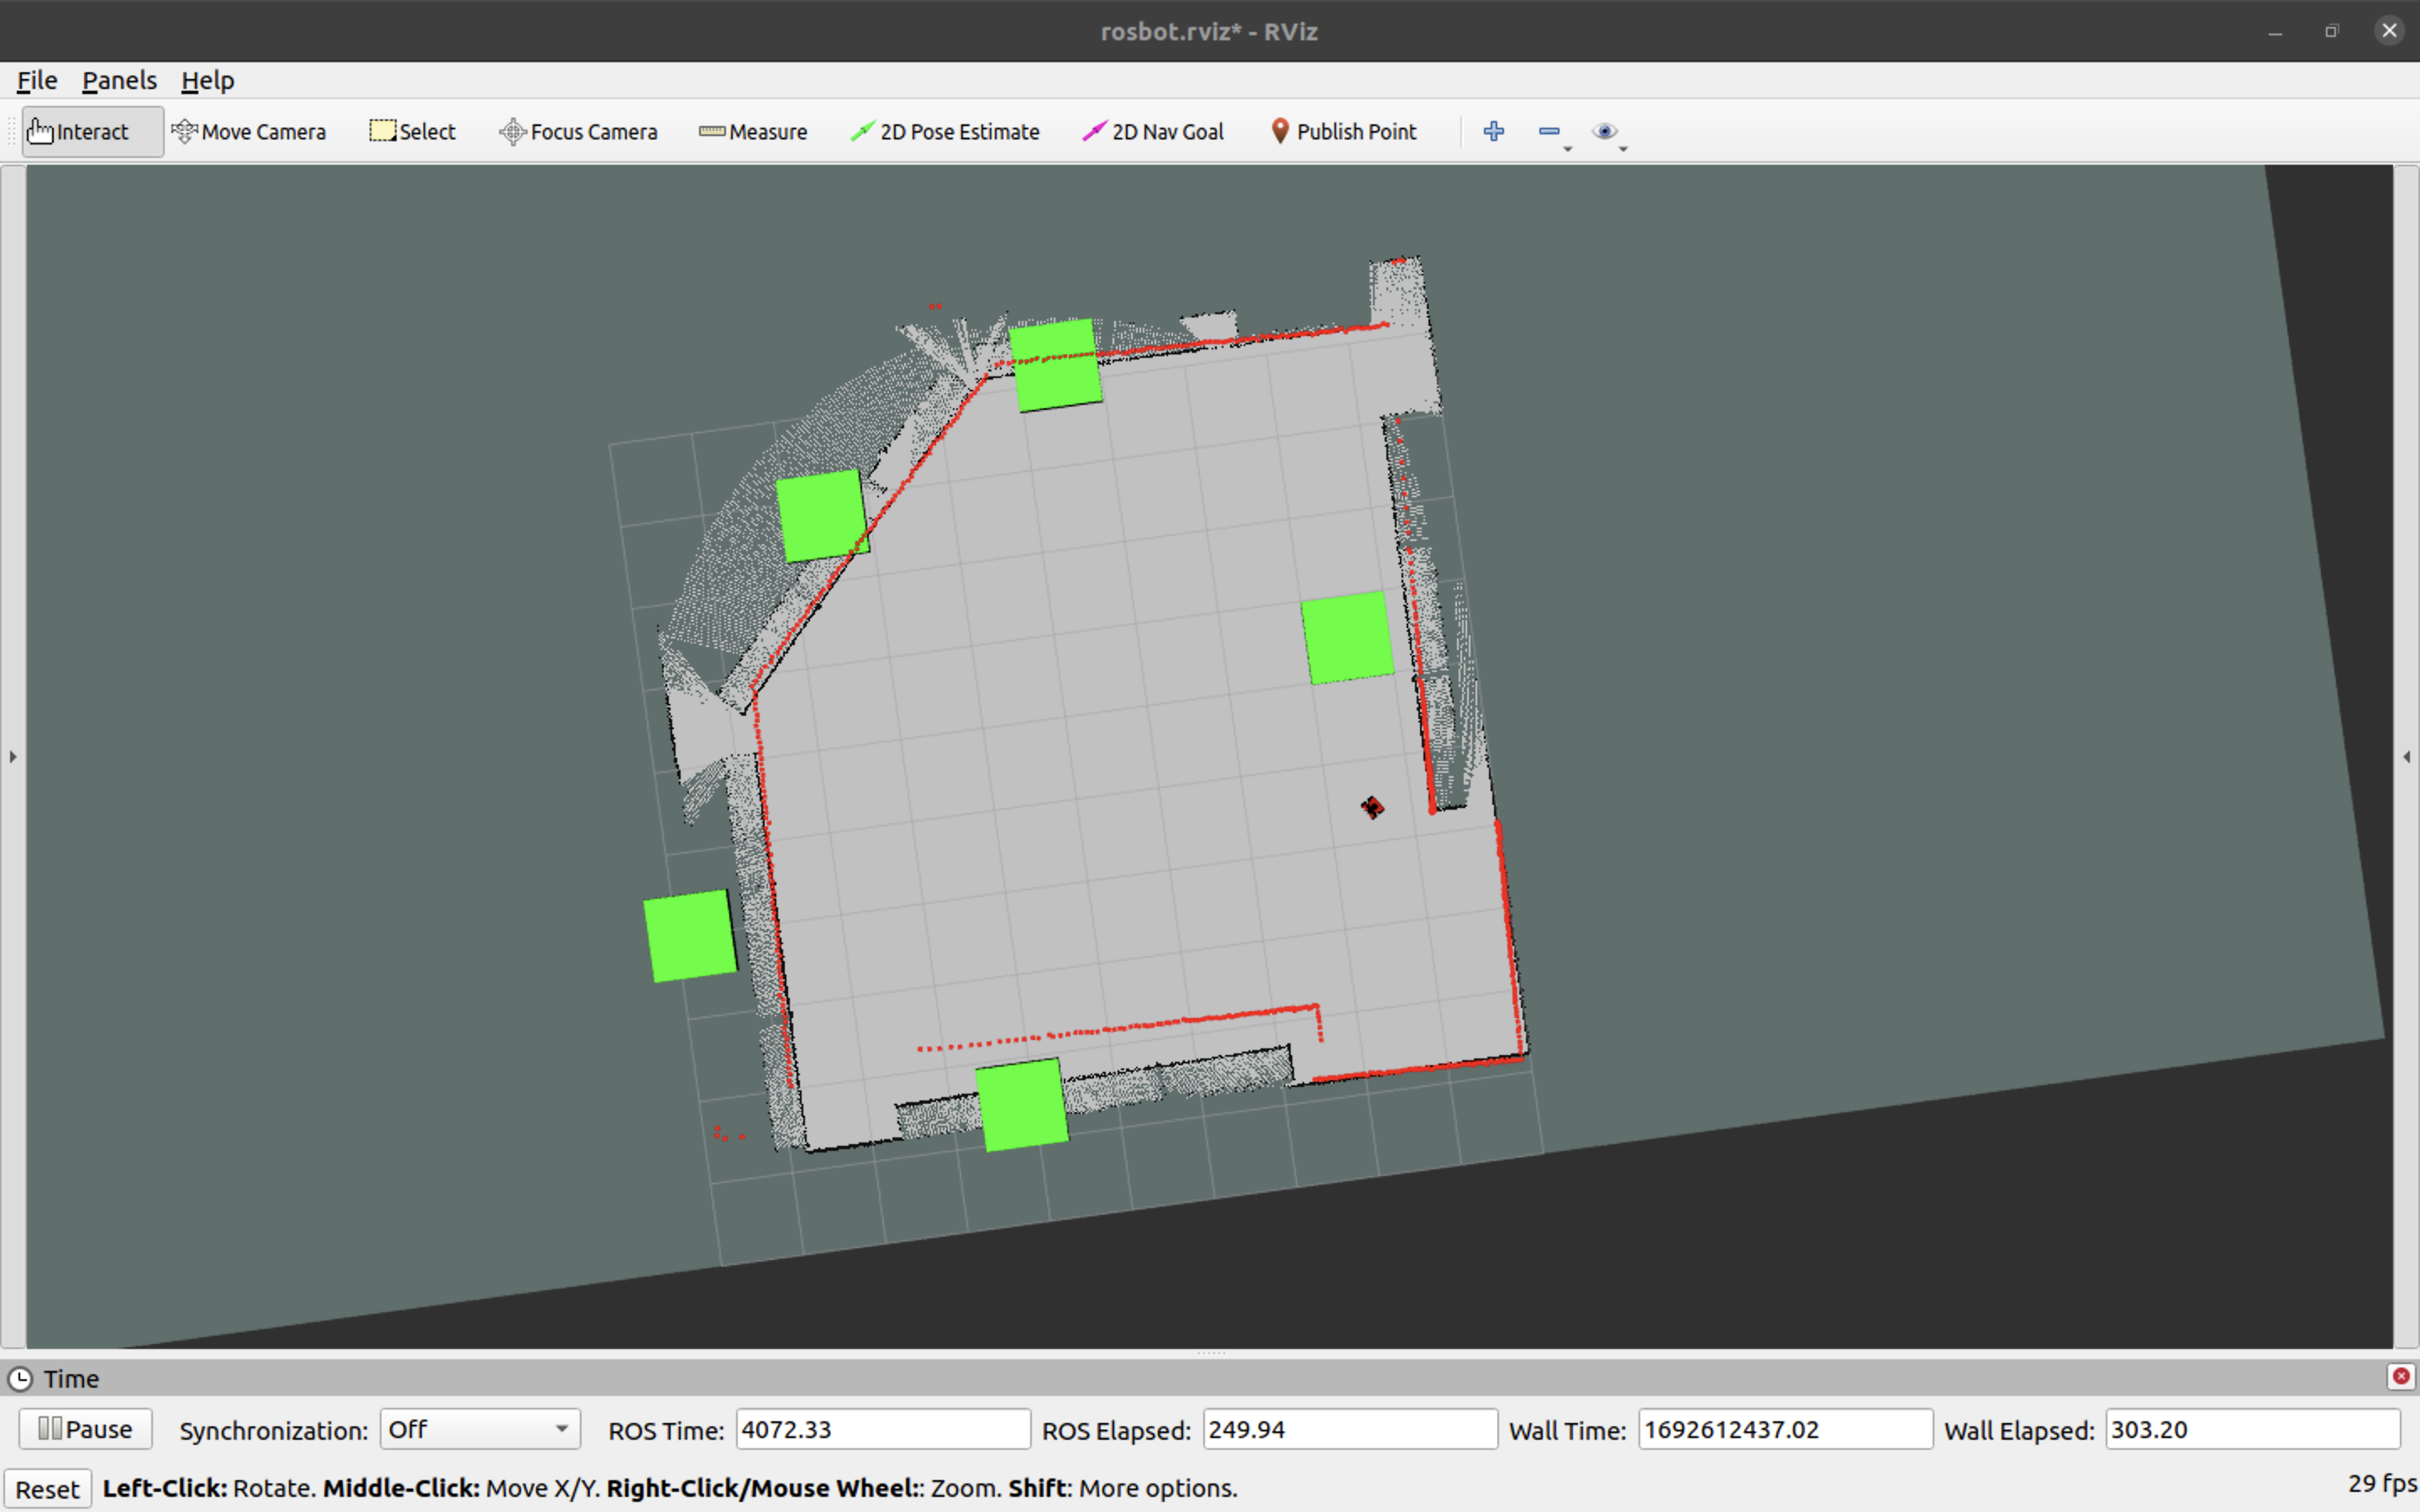 rosbot.rviz* - RViz
File Panels Help
Interact Move Camera Select Focus Camera Measure 2D Pose Estimate 2D Nav Goal Publish Point
Time
Pause Synchronization: Off ROS Time: 4072.33 ROS Elapsed: 249.94 Wall Time: 1692612437.02 Wall Elapsed: 303.20
Reset Left-Click: Rotate. Middle-Click: Move X/Y. Right-Click/Mouse Wheel:: Zoom. Shift: More options. 29 fps